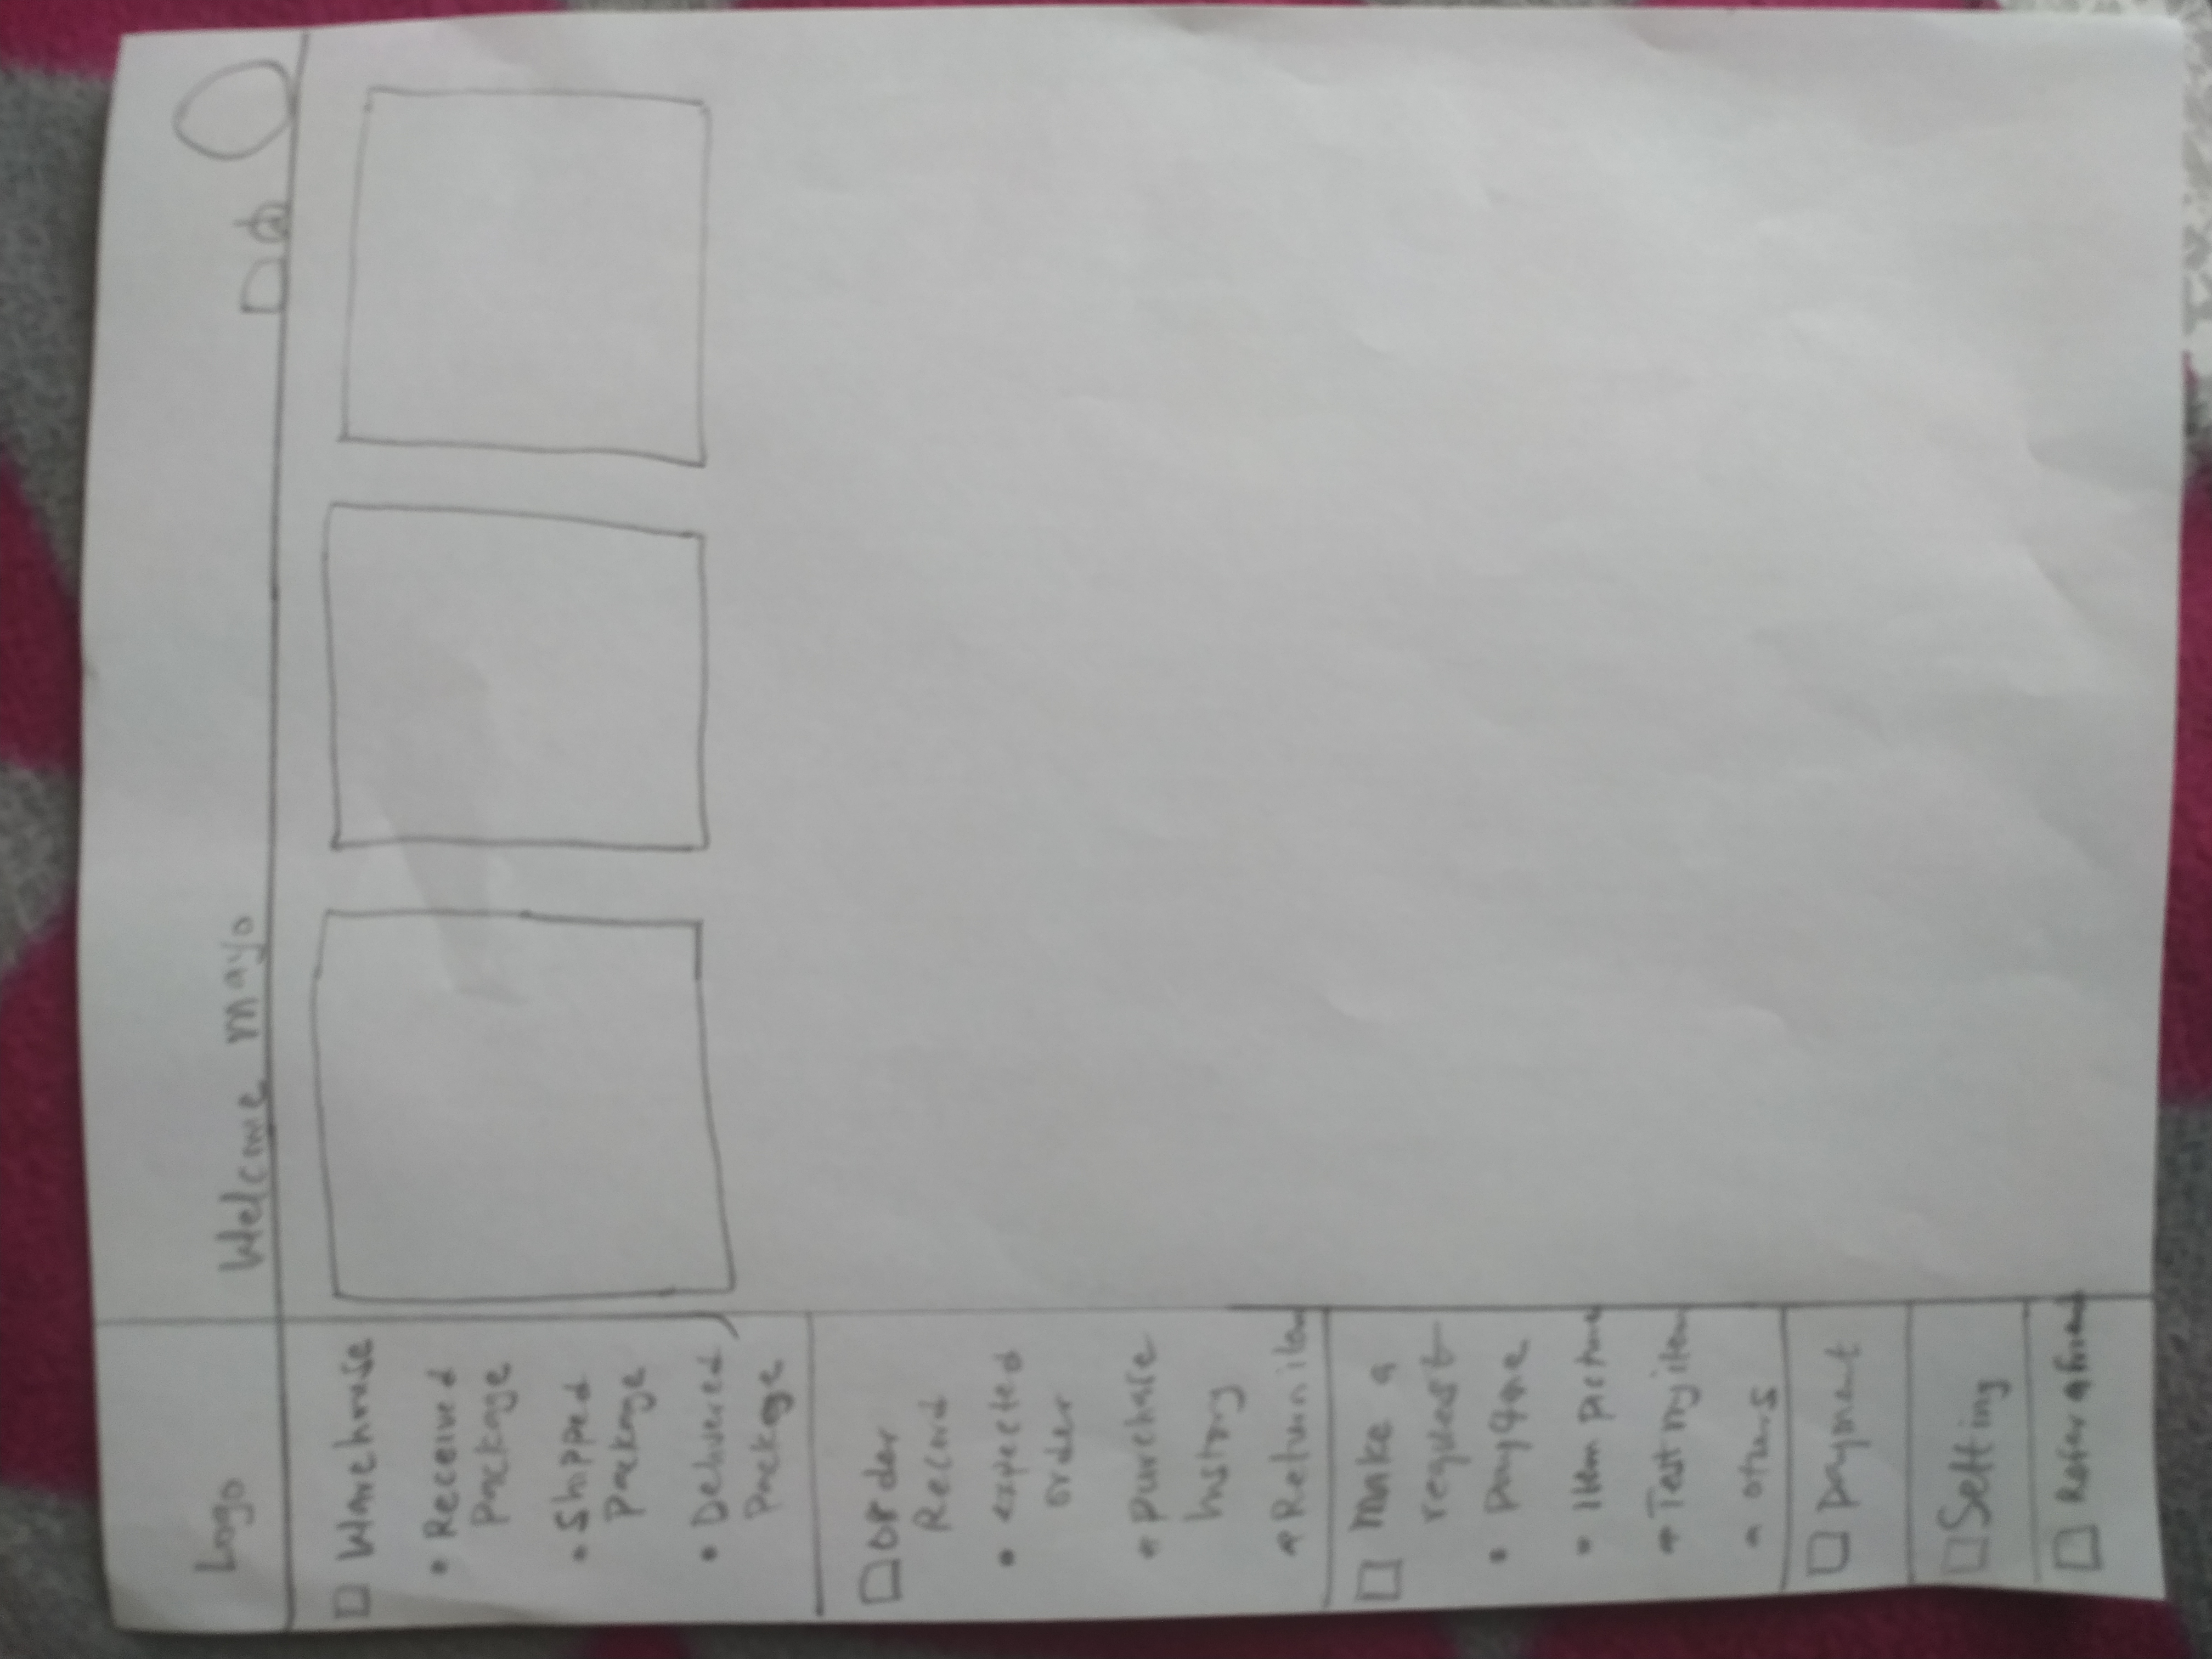 Logo
Welcome mayo
Warehouse
• Received
Package
• Shipped
Package
• Delivered
Package
Order
Record
• expected
order
• purchase
history
• Return item
Make a
request
•
• Item picture
• Test my item
• others
payment
Setting
Refer a friend